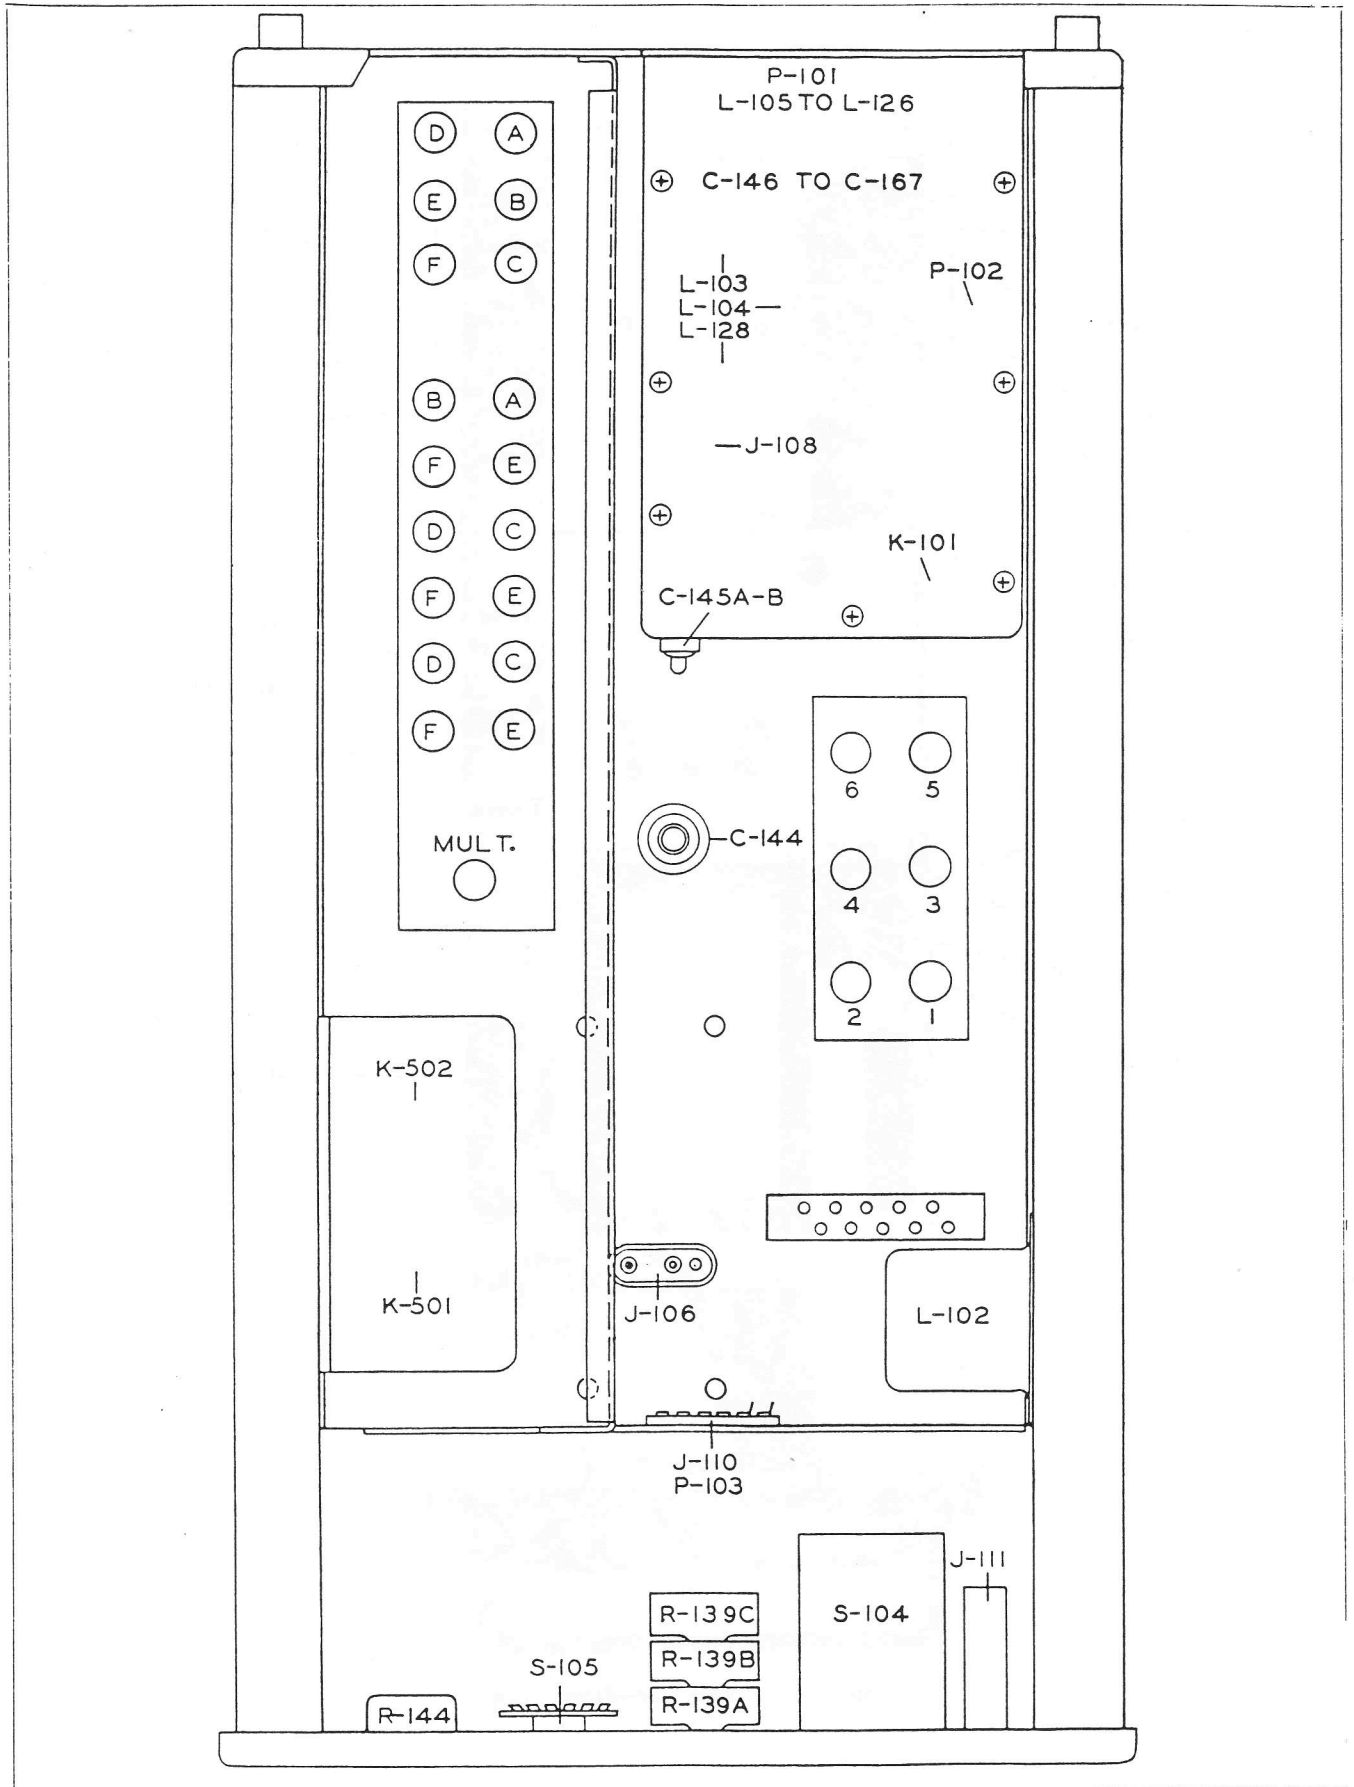 P-101
L-105 TO L-126
D A
C-146 TO C-167
E B
F C
P-102
L-103
L-104
L-128
B A
J-108
F E
D C
K-101
F E
C-145A-B
D C
F E
6 5
MULT.
C-144
4 3
2 1
K-502
K-501
J-106
L-102
J-110
P-103
J-111
R-139C
S-104
R-139B
S-105
R-139A
R-144